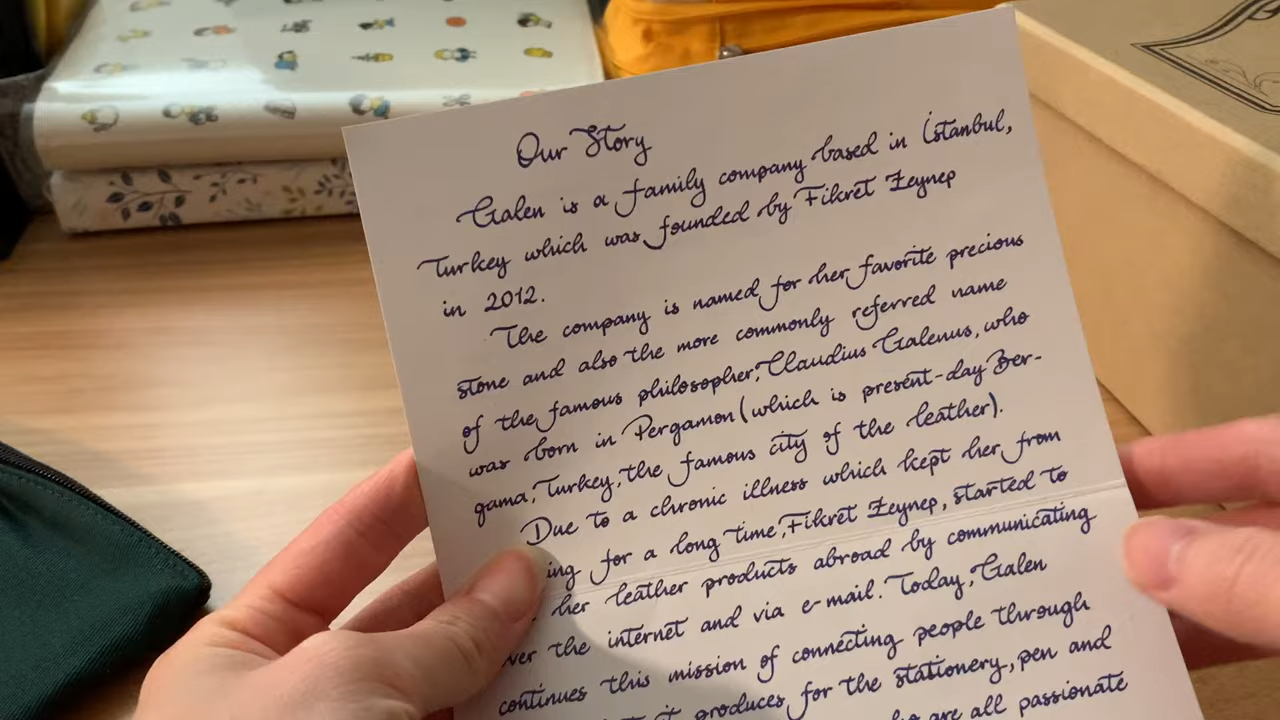 Our Story
Galen is a family company based in İstanbul,
Turkey which was founded by Fikret Zeynep
in 2012.
The company is named for her favorite precious
stone and also the more commonly referred name
of the famous philosopher, Claudius Galenus, who
was born in Pergamon (which is present-day Ber-
gama, Turkey, the famous city of the leather).
Due to a chronic illness which kept her from
ing for a long time, Fikret Zeynep, started to
her leather products abroad by communicating
over the internet and via e-mail. Today, Galen
continues this mission of connecting people through
produces for the stationery, pen and
are all passionate